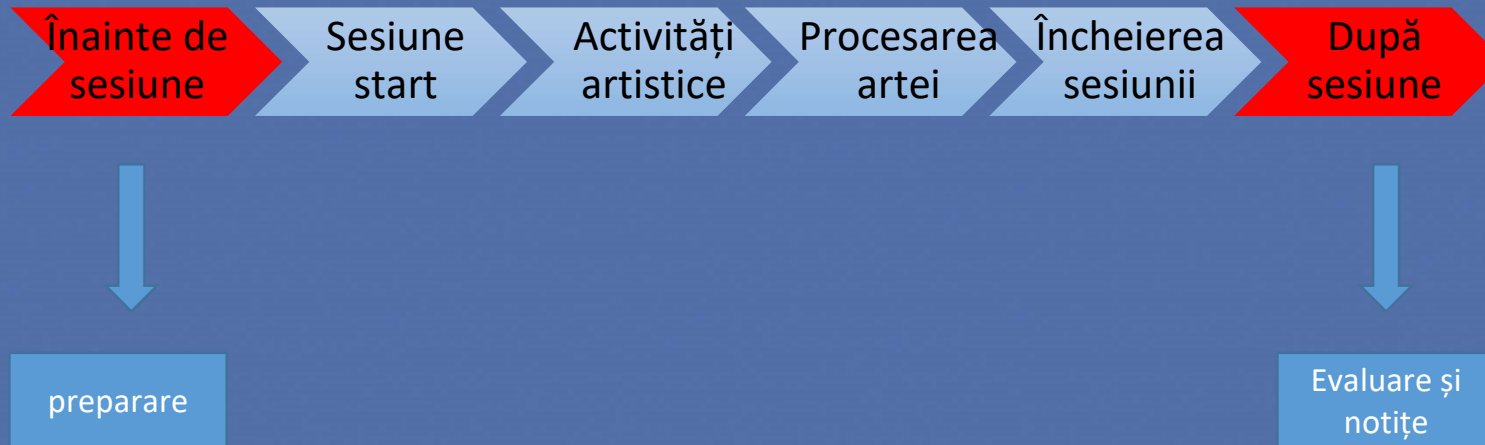 Înainte de
sesiune
Sesiune
start
Activități
artistice
Procesarea
artei
Încheierea
sesiunii
După
sesiune
preparare
Evaluare și
notițe